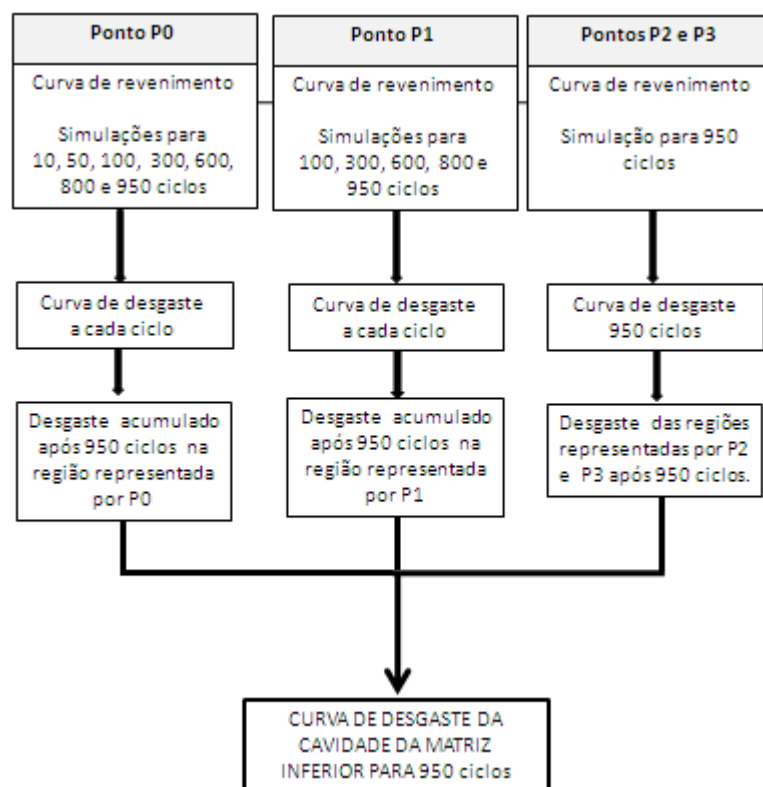 Ponto P0
Curva de revenimento
Simulações para
10, 50, 100, 300, 600,
800 e 950 ciclos
Ponto P1
Curva de revenimento
Simulações para
100, 300, 600, 800 e
950 ciclos
Pontos P2 e P3
Curva de revenimento
Simulação para 950
ciclos
Curva de desgaste
a cada ciclo
Curva de desgaste
a cada ciclo
Curva de desgaste
950 ciclos
Desgaste acumulado
após 950 ciclos na
região representada
por P0
Desgaste acumulado
após 950 ciclos na
região representada
por P1
Desgaste das regiões
representadas por P2
e P3 após 950 ciclos.
CURVA DE DESGASTE DA
CAVIDADE DA MATRIZ
INFERIOR PARA 950 ciclos